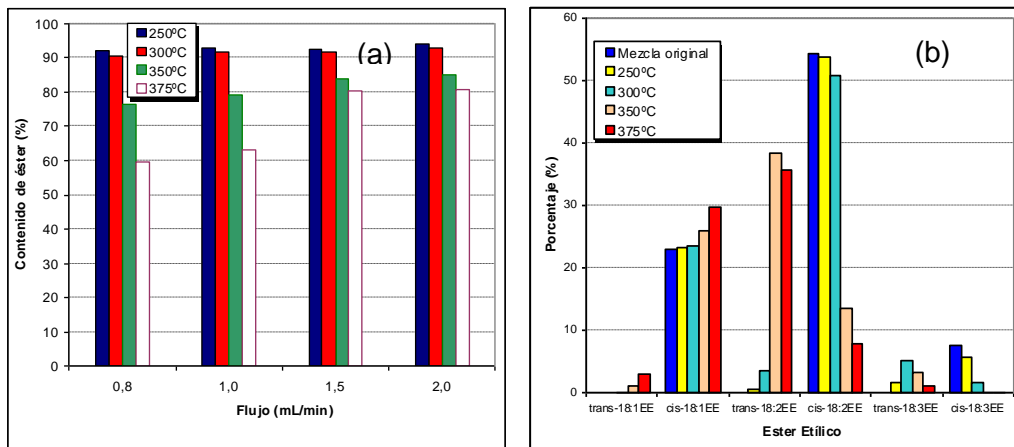 (a)
250ºC
300ºC
350ºC
375ºC
100
90
80
70
60
50
40
30
20
10
0
Contenido de éster (%)
0,8 1,0 1,5 2,0
Flujo (mL/min)
(b)
Mezcla original
250ºC
300ºC
350ºC
375ºC
60
50
40
30
20
10
0
Porcentaje (%)
trans-18:1EE cis-18:1EE trans-18:2EE cis-18:2EE trans-18:3EE cis-18:3EE
Ester Etílico